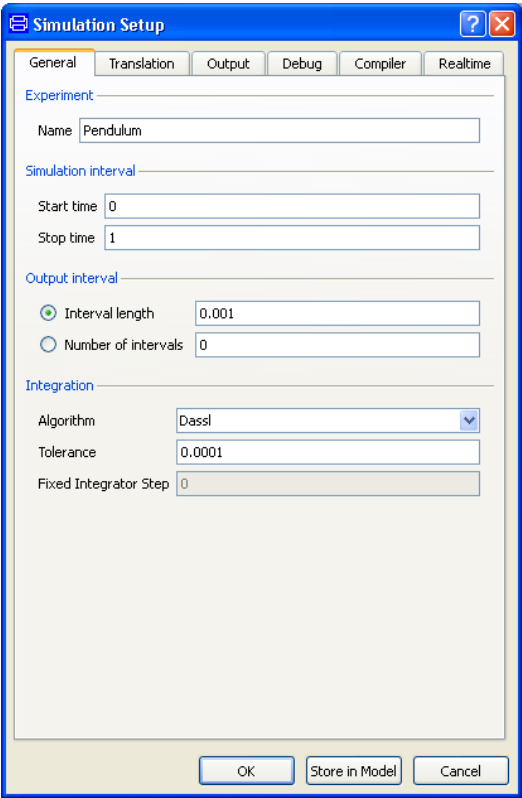 Simulation Setup
General Translation Output Debug Compiler Realtime
Experiment
Name Pendulum
Simulation interval
Start time 0
Stop time 1
Output interval
Interval length 0.001
Number of intervals 0
Integration
Algorithm Dassl
Tolerance 0.0001
Fixed Integrator Step 0
OK Store in Model Cancel